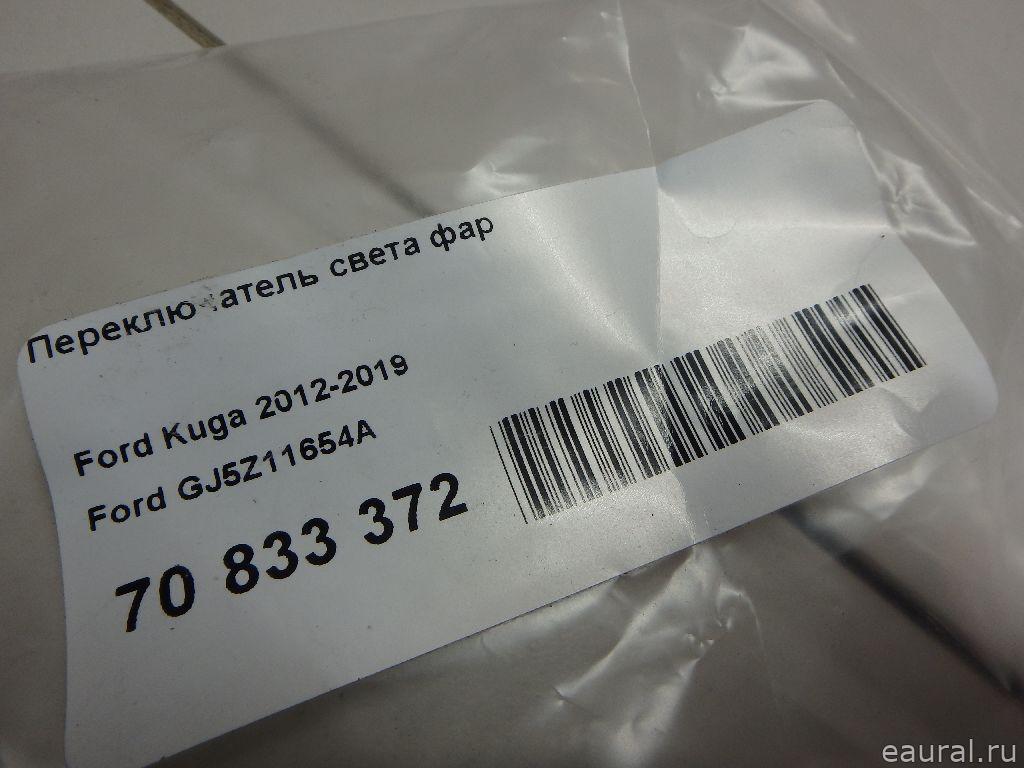 Переключатель света фар
Ford Kuga 2012-2019
Ford GJ5Z11654A
70 833 372
eaural.ru